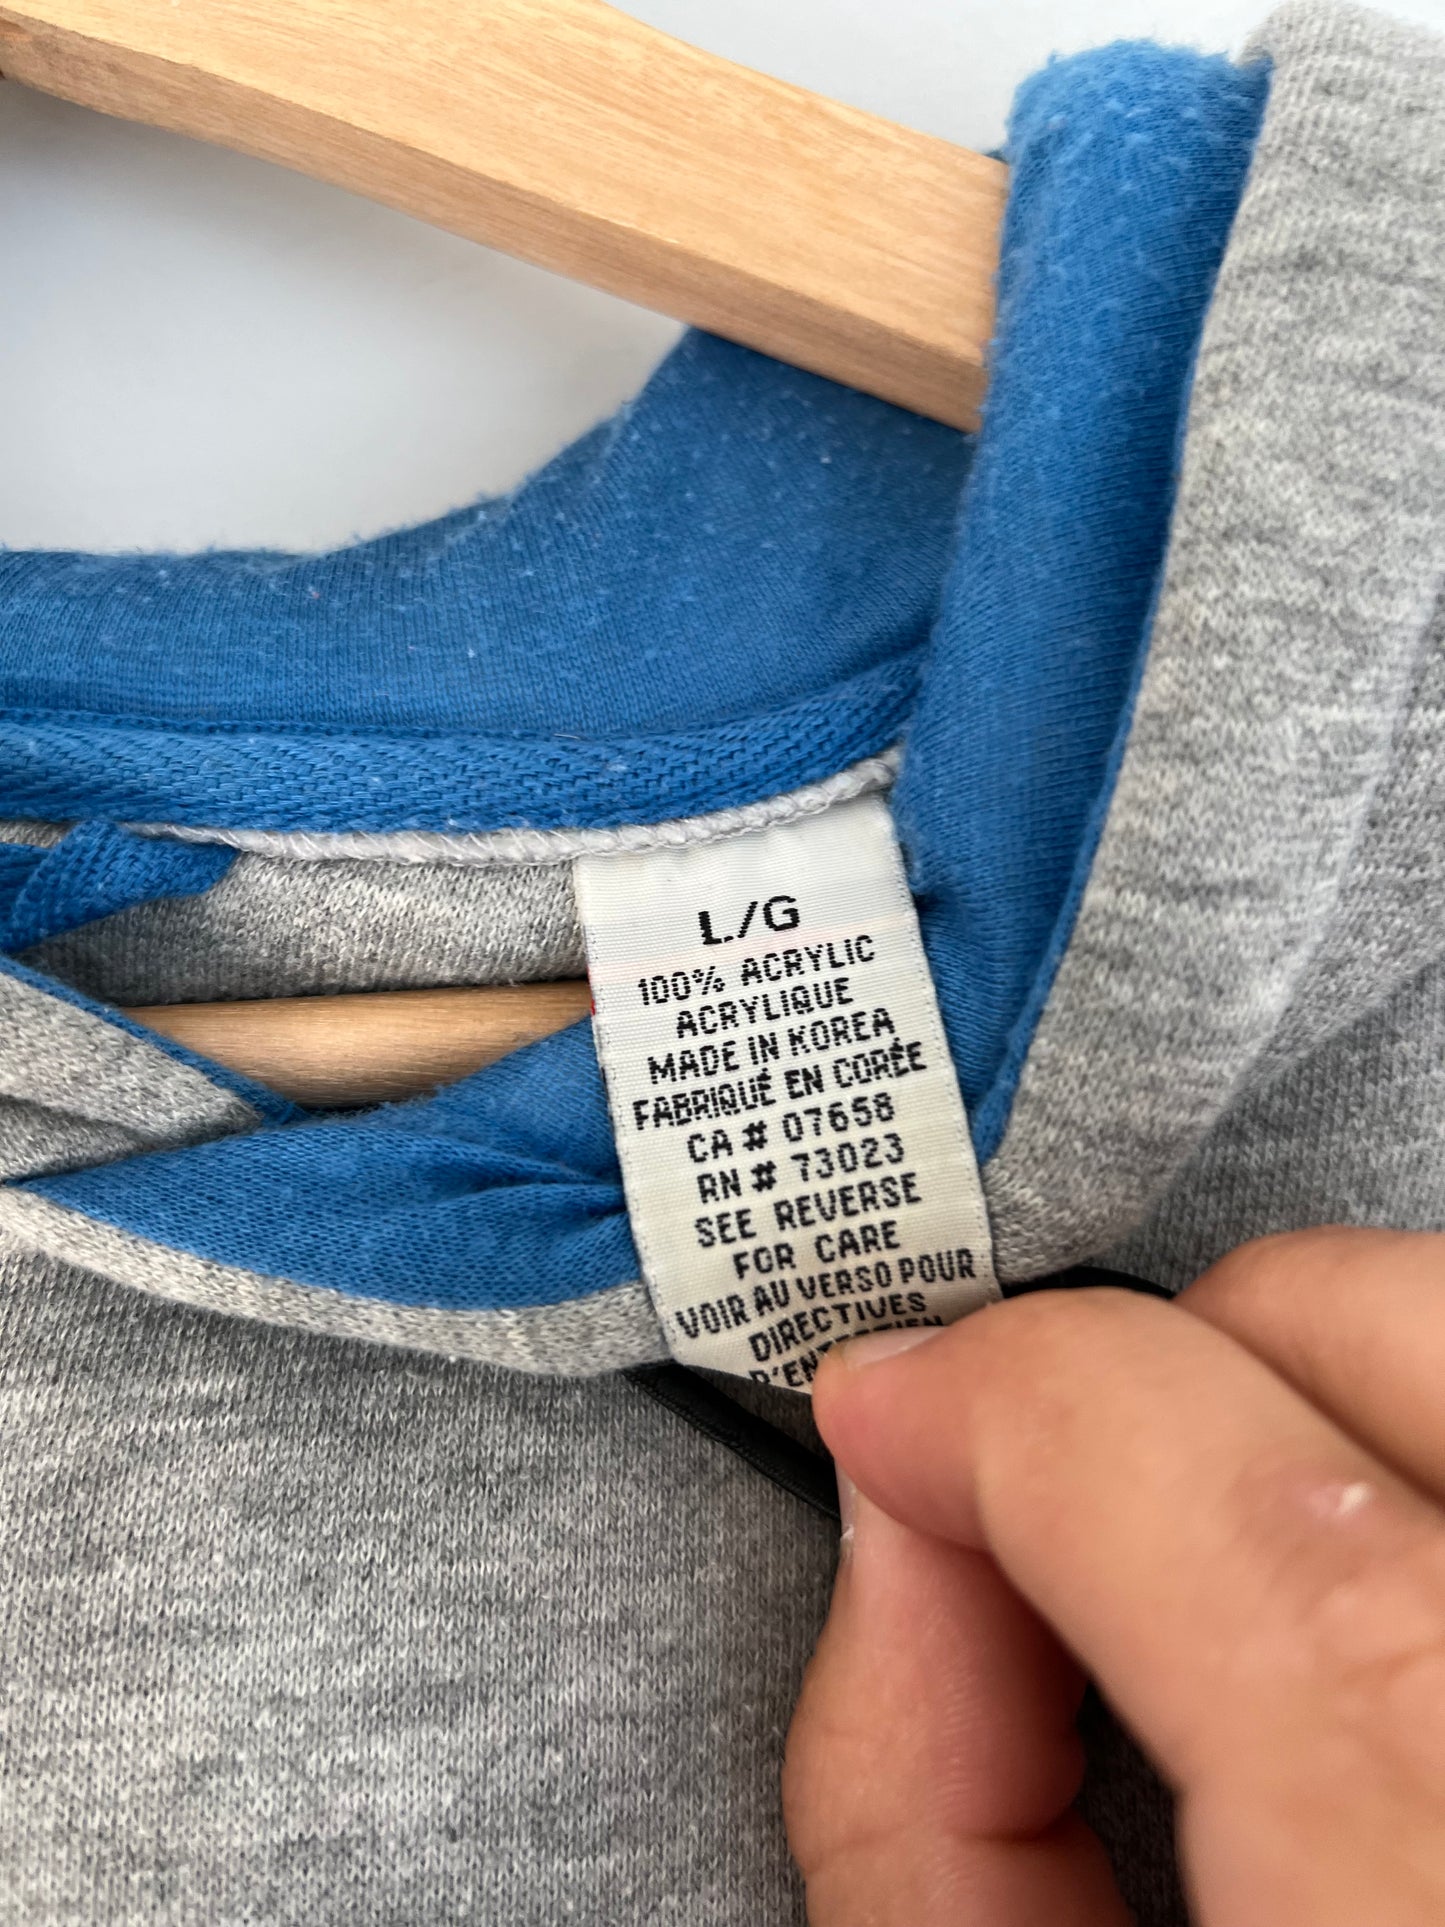 L/G
100% ACRYLIC
ACRYLIQUE
MADE IN KOREA
FABRIQUÉ EN CORÉE
CA # 07658
RN # 73023
SEE REVERSE
FOR CARE
VOIR AU VERSO POUR
DIRECTIVES